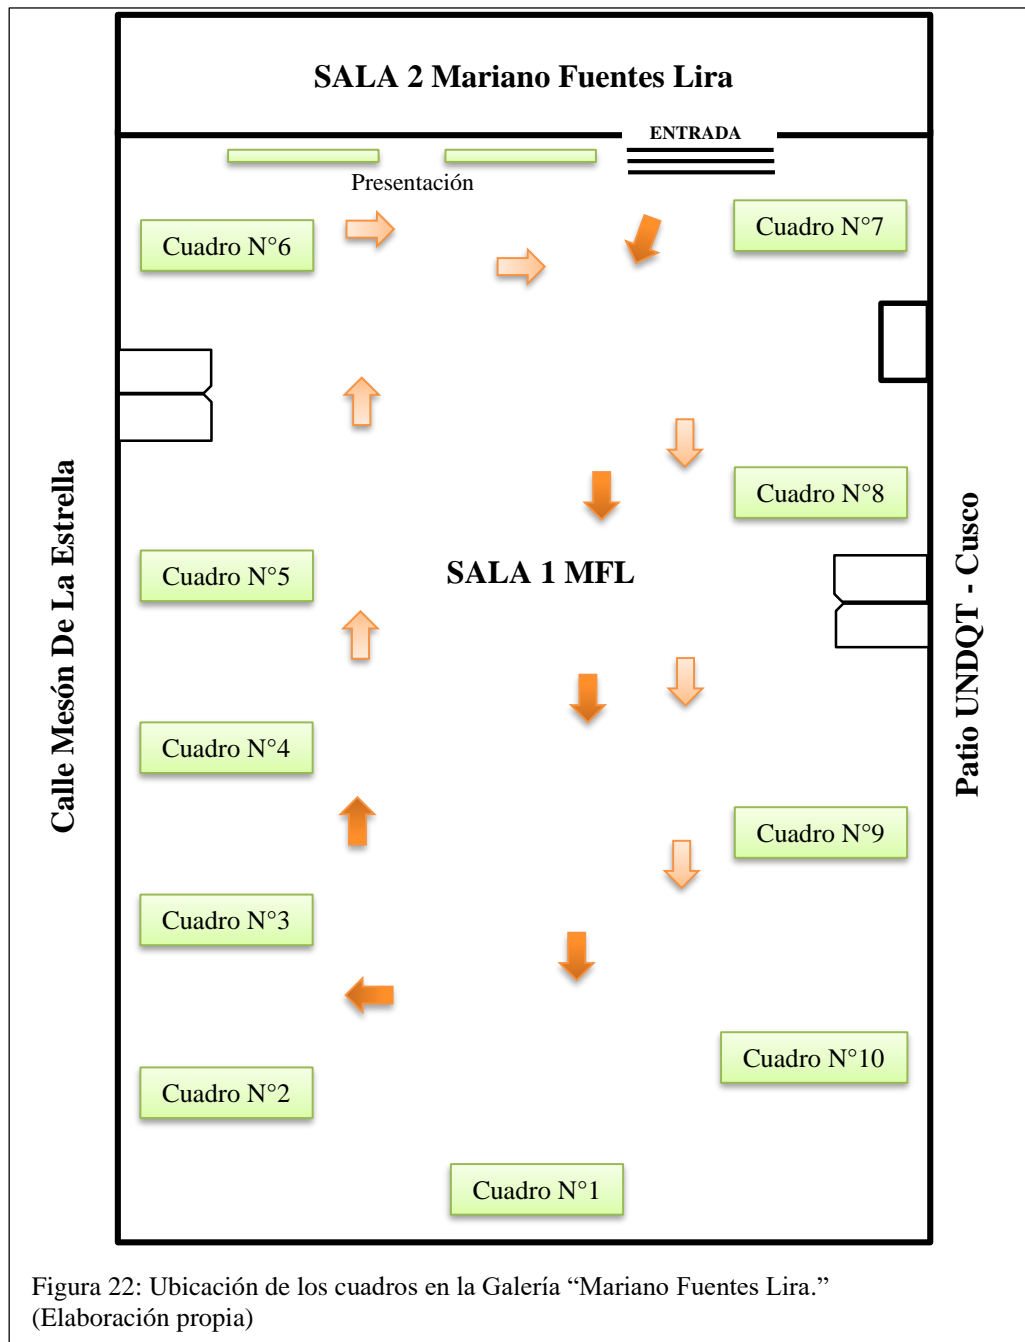 SALA 2 Mariano Fuentes Lira
ENTRADA
Presentación
Cuadro N°6
Cuadro N°7
Cuadro N°8
Calle Mesón De La Estrella
Cuadro N°5
SALA 1 MFL
Patio UNDQT - Cusco
Cuadro N°4
Cuadro N°9
Cuadro N°3
Cuadro N°10
Cuadro N°2
Cuadro N°1
Figura 22: Ubicación de los cuadros en la Galería “Mariano Fuentes Lira.”
(Elaboración propia)